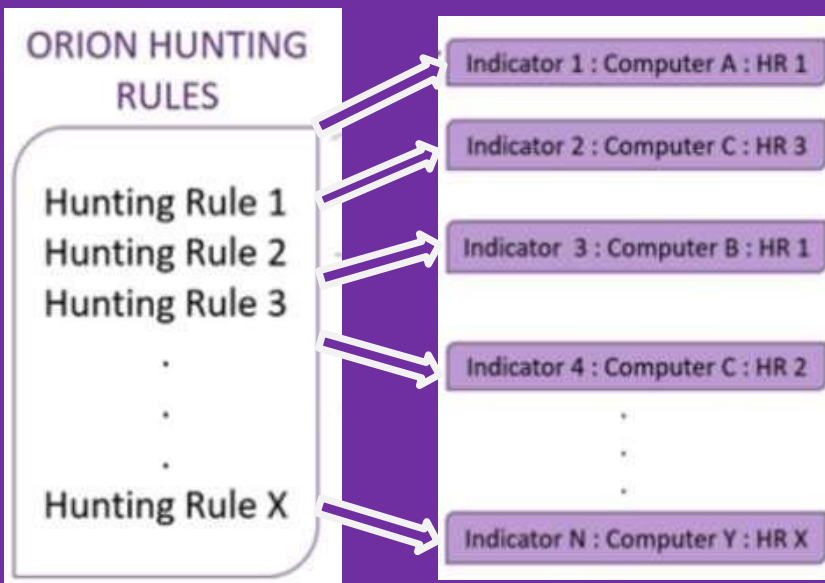 ORION HUNTING
RULES
Hunting Rule 1
Hunting Rule 2
Hunting Rule 3
.
.
.
Hunting Rule X
Indicator 1 : Computer A : HR 1
Indicator 2 : Computer C : HR 3
Indicator 3 : Computer B : HR 1
Indicator 4 : Computer C : HR 2
.
.
.
Indicator N : Computer Y : HR X